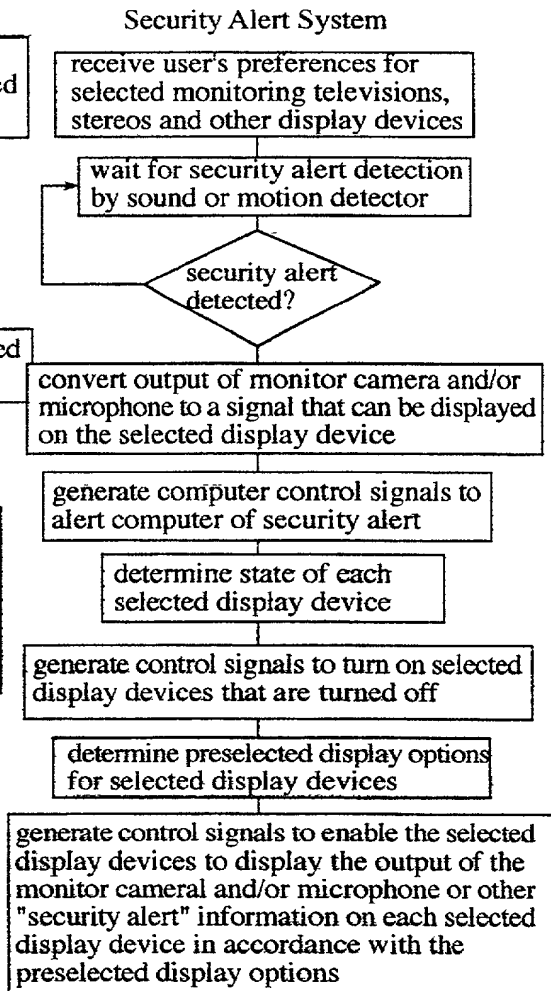 Security Alert System
ed
receive user's preferences for
selected monitoring televisions,
stereos and other display devices
wait for security alert detection
by sound or motion detector
security alert
detected?
ed
convert output of monitor camera and/or
microphone to a signal that can be displayed
on the selected display device
generate computer control signals to
alert computer of security alert
determine state of each
selected display device
generate control signals to turn on selected
display devices that are turned off
determine preselected display options
for selected display devices
generate control signals to enable the selected
display devices to display the output of the
monitor cameral and/or microphone or other
"security alert" information on each selected
display device in accordance with the
preselected display options